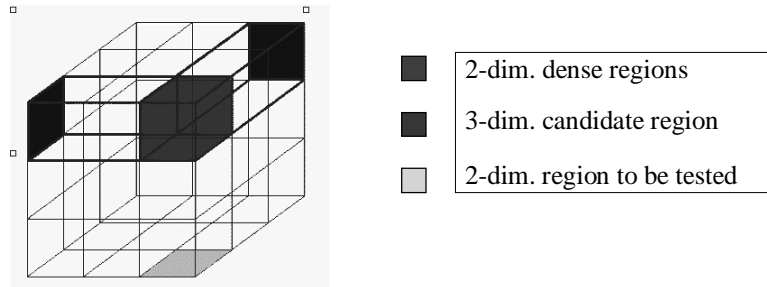 2-dim. dense regions
3-dim. candidate region
2-dim. region to be tested